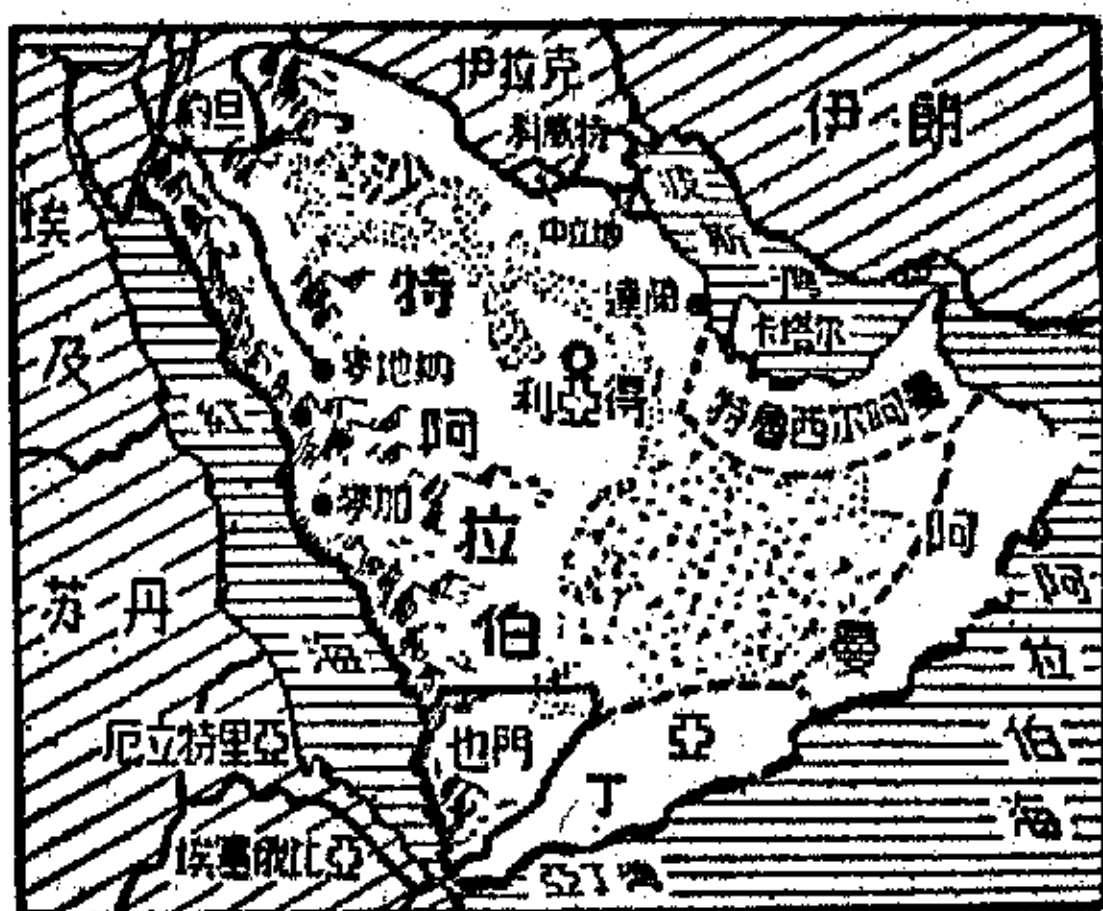 伊拉克
伊朗
約旦
科威特
中立地
波斯灣
埃及
沙特阿拉伯
達蘭
卡塔尔
麥地那
利亞得
特魯西尔阿曼
紅海
麥加
阿曼
苏丹
阿拉伯海
厄立特里亞
也門
亞丁
埃塞俄比亞
亞丁灣